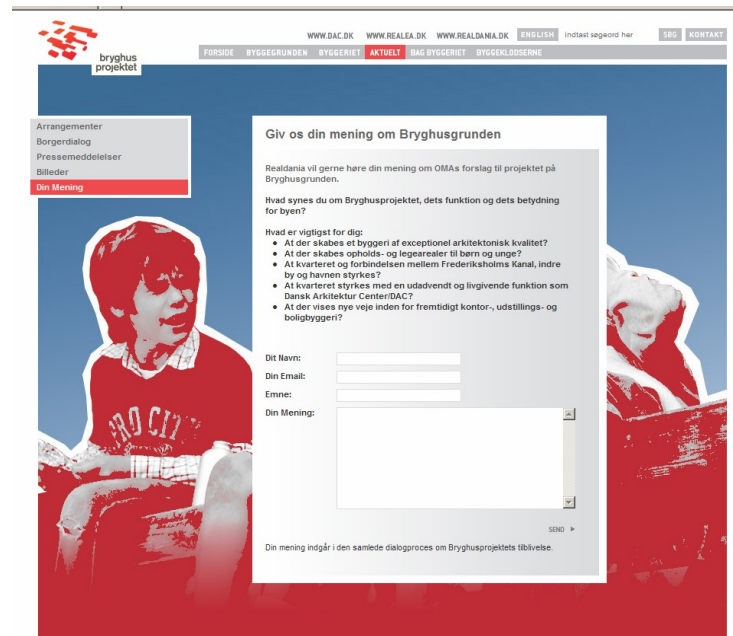 WWW.DAC.DK WWW.REALEA.DK WWW.REALDANIA.DK ENGLISH indtast søgeord her SØG KONTAKT
bryghus
projektet
FORSIDE BYGGEGRUNDEN BYGGERIET AKTUELT BAG BYGGERIET BYGGEKLODSERNE
Arrangementer
Borgerdialog
Pressemeddelelser
Billeder
Din Mening
Giv os din mening om Bryghusgrunden
Realdania vil gerne høre din mening om OMAs forslag til projektet på
Bryghusgrunden.
Hvad synes du om Bryghusprojektet, dets funktion og dets betydning
for byen?
Hvad er vigtigst for dig:
• At der skabes et byggeri af exceptionel arkitektonisk kvalitet?
• At der skabes opholds- og legearealer til børn og unge?
• At kvarteret og forbindelsen mellem Frederiksholms Kanal, indre
by og havnen styrkes?
• At kvarteret styrkes med en udadvendt og livgivende funktion som
Dansk Arkitektur Center/DAC?
• At der vises nye veje inden for fremtidigt kontor-, udstillings- og
boligbyggeri?
Dit Navn:
Din Email:
Emne:
Din Mening:
SEND
Din mening indgår i den samlede dialogproces om Bryghusprojektets tilblivelse.
PRO CITY